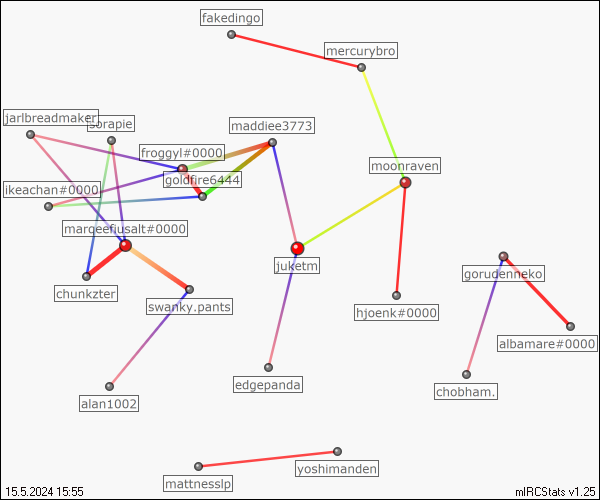 fakedingo
mercurybro
jarlbreadmaker
sorapie
maddiee3773
froggyl#0000
moonraven
goldfire6444
ikeachan#0000
marqeefiusalt#0000
juketm
gorudenneko
chunkzter
swanky.pants
hjoenk#0000
albamare#0000
edgepanda
chobham.
alan1002
yoshimanden
mattnesslp
15.5.2024 15:55
mIRCStats v1.25